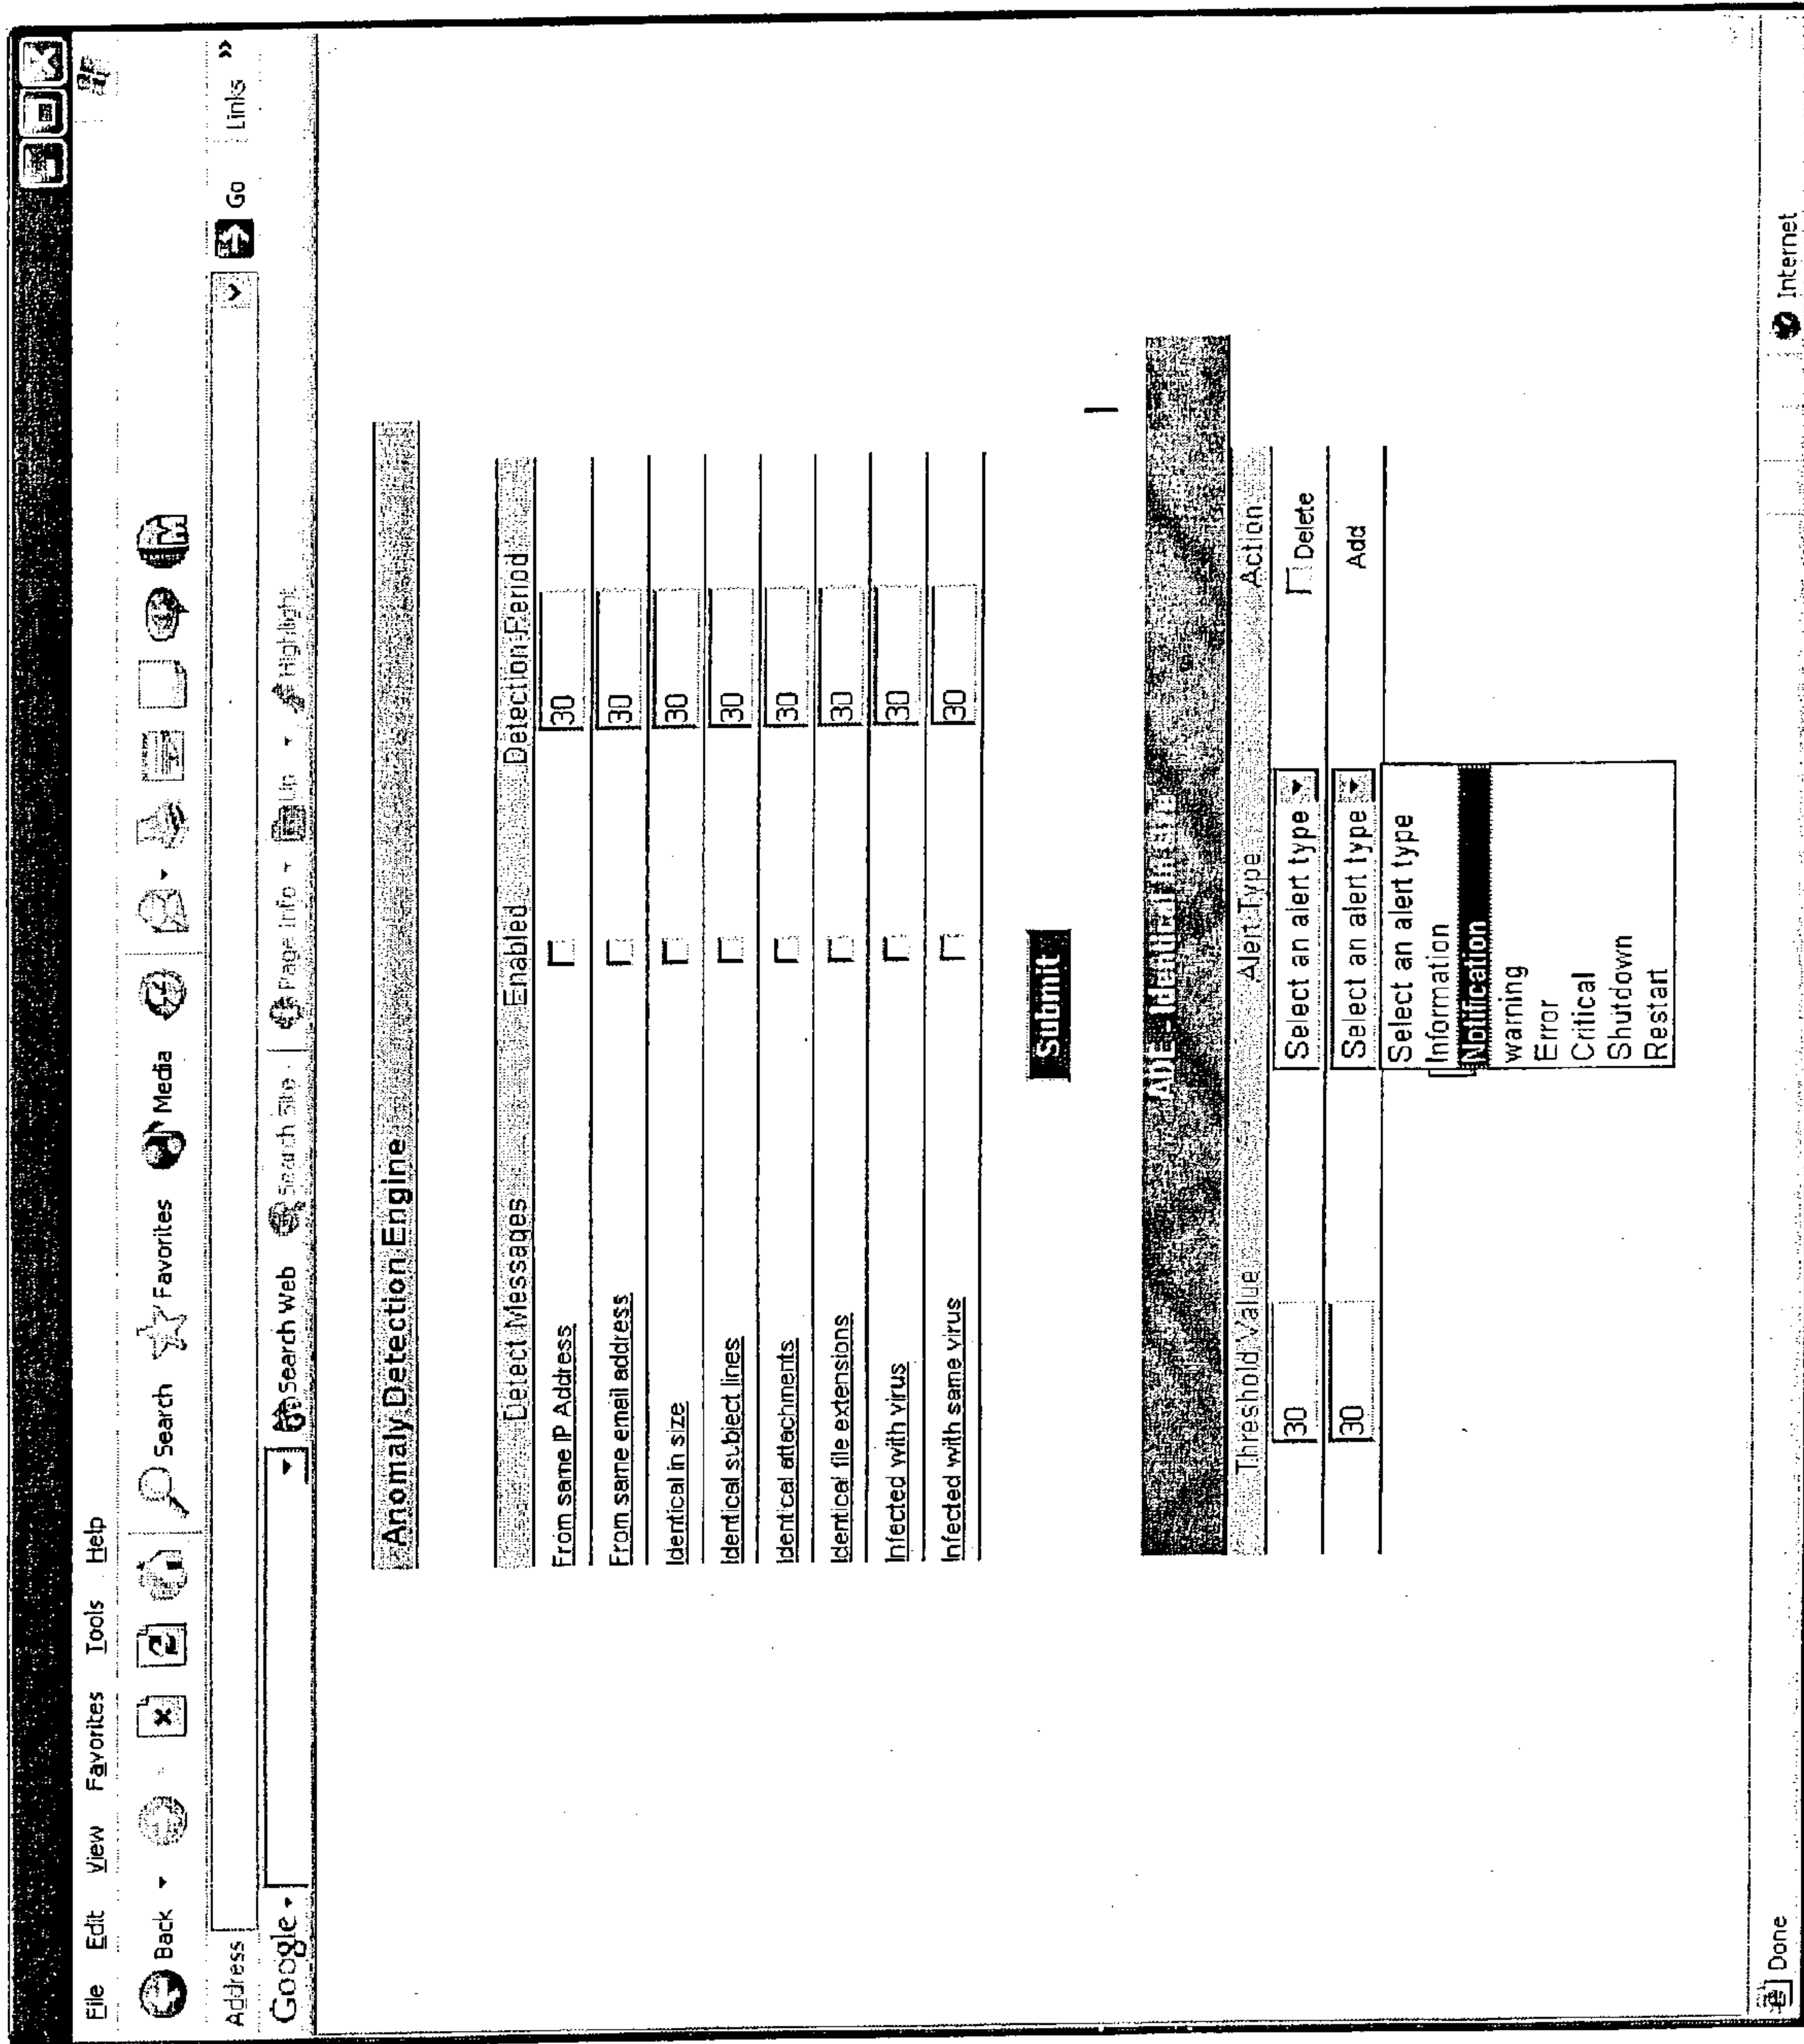 File Edit View Favorites Tools Help
Back Search Favorites Media
Address Go Links »
Google Search Web Search Site Page Info Up Highlight
Anomaly Detection Engine
Detect Messages Enabled Detection Period
From same IP Address 30
From same email address 30
Identical in size 30
Identical subject lines 30
Identical attachments 30
Identical file extensions 30
Infected with virus 30
Infected with same virus 30
Submit
ADE - Identical in size
Threshold Value Alert Type Action
30 Select an alert type Delete
30 Select an alert type Add
Select an alert type
Information
Notification
warning
Error
Critical
Shutdown
Restart
Done Internet